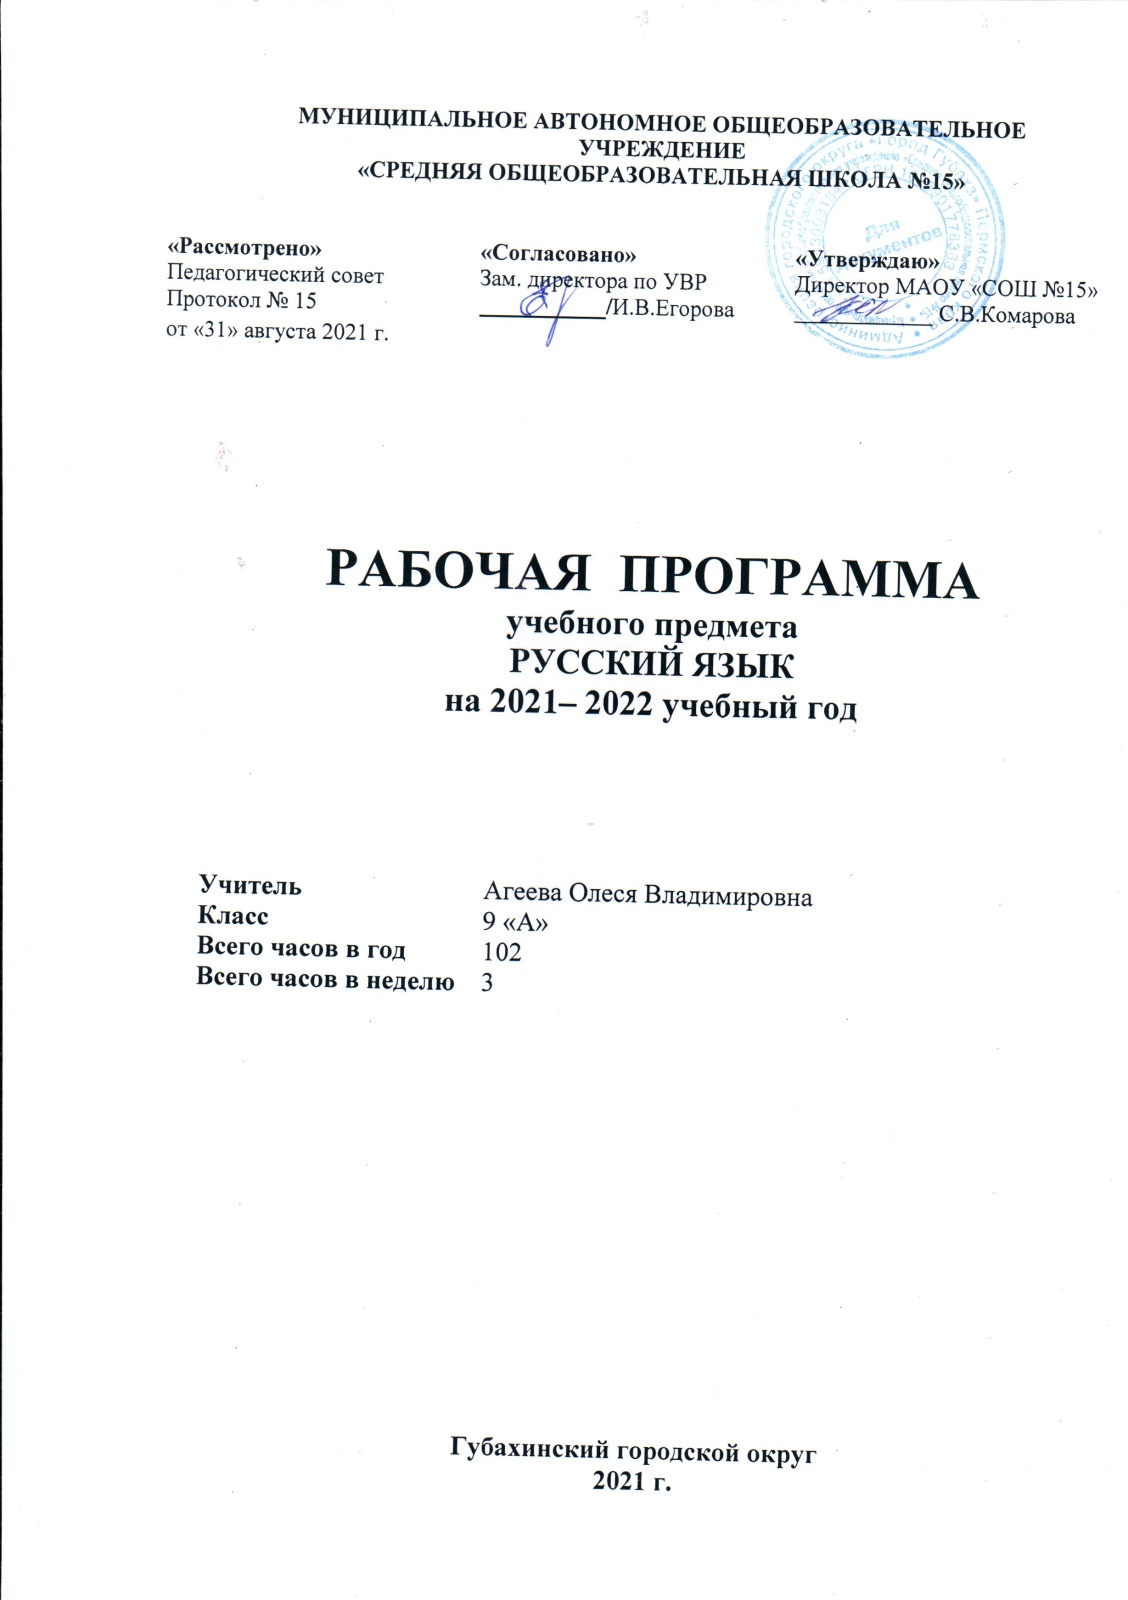 МУНИЦИПАЛЬНОЕ АВТОНОМНОЕ ОБЩЕОБРАЗОВАТЕЛЬНОЕ
УЧРЕЖДЕНИЕ
«СРЕДНЯЯ ОБЩЕОБРАЗОВАТЕЛЬНАЯ ШКОЛА №15»
«Рассмотрено»
Педагогический совет
Протокол № 15
от «31» августа 2021 г.
«Согласовано»
Зам. директора по УВР
/И.В.Егорова
«Утверждаю»
Директор МАОУ «СОШ №15»
С.В.Комарова
Для
документов
РАБОЧАЯ ПРОГРАММА
учебного предмета
РУССКИЙ ЯЗЫК
на 2021– 2022 учебный год
Учитель Агеева Олеся Владимировна
Класс 9 «А»
Всего часов в год 102
Всего часов в неделю 3
Губахинский городской округ
2021 г.